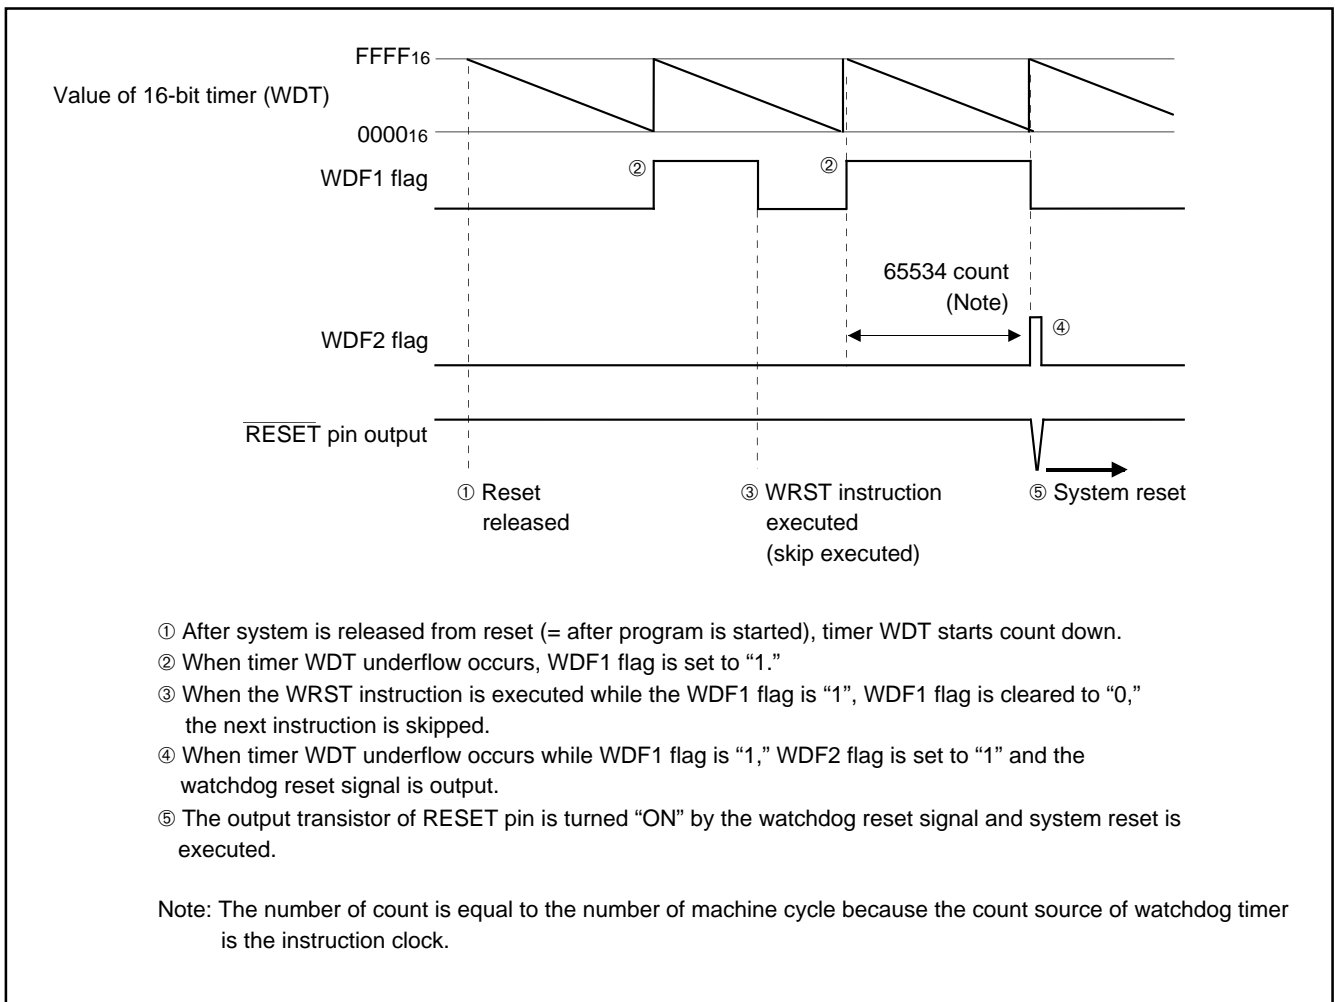 FFFF16
Value of 16-bit timer (WDT)
000016
WDF1 flag
②
②
65534 count
(Note)
WDF2 flag
④
RESET pin output
① Reset
released
③ WRST instruction
executed
(skip executed)
⑤ System reset
① After system is released from reset (= after program is started), timer WDT starts count down.
② When timer WDT underflow occurs, WDF1 flag is set to “1.”
③ When the WRST instruction is executed while the WDF1 flag is “1”, WDF1 flag is cleared to “0,”
the next instruction is skipped.
④ When timer WDT underflow occurs while WDF1 flag is “1,” WDF2 flag is set to “1” and the
watchdog reset signal is output.
⑤ The output transistor of RESET pin is turned “ON” by the watchdog reset signal and system reset is
executed.
Note: The number of count is equal to the number of machine cycle because the count source of watchdog timer
is the instruction clock.